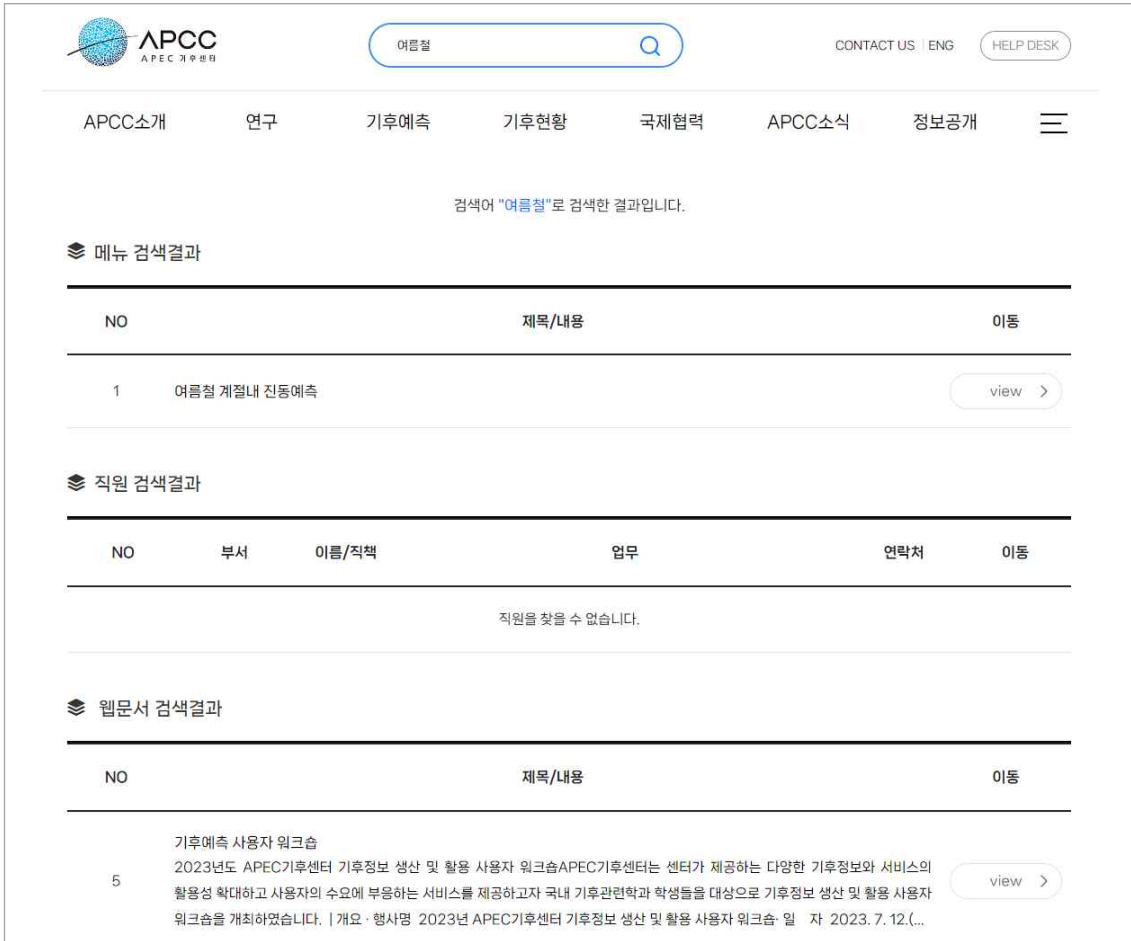 APCC
APEC 기후센터
여름철
CONTACT US | ENG
HELP DESK
APCC소개 연구 기후예측 기후현황 국제협력 APCC소식 정보공개
검색어 "여름철"로 검색한 결과입니다.
메뉴 검색결과
NO 제목/내용 이동
1 여름철 계절내 진동예측 view >
직원 검색결과
NO 부서 이름/직책 업무 연락처 이동
직원을 찾을 수 없습니다.
웹문서 검색결과
NO 제목/내용 이동
기후예측 사용자 워크숍
2023년도 APEC기후센터 기후정보 생산 및 활용 사용자 워크숍APEC기후센터는 센터가 제공하는 다양한 기후정보와 서비스의
5 활용성 확대하고 사용자의 수요에 부응하는 서비스를 제공하고자 국내 기후관련학과 학생들을 대상으로 기후정보 생산 및 활용 사용자 view >
워크숍을 개최하였습니다. | 개요 · 행사명 2023년 APEC기후센터 기후정보 생산 및 활용 사용자 워크숍· 일 자 2023. 7. 12.(...